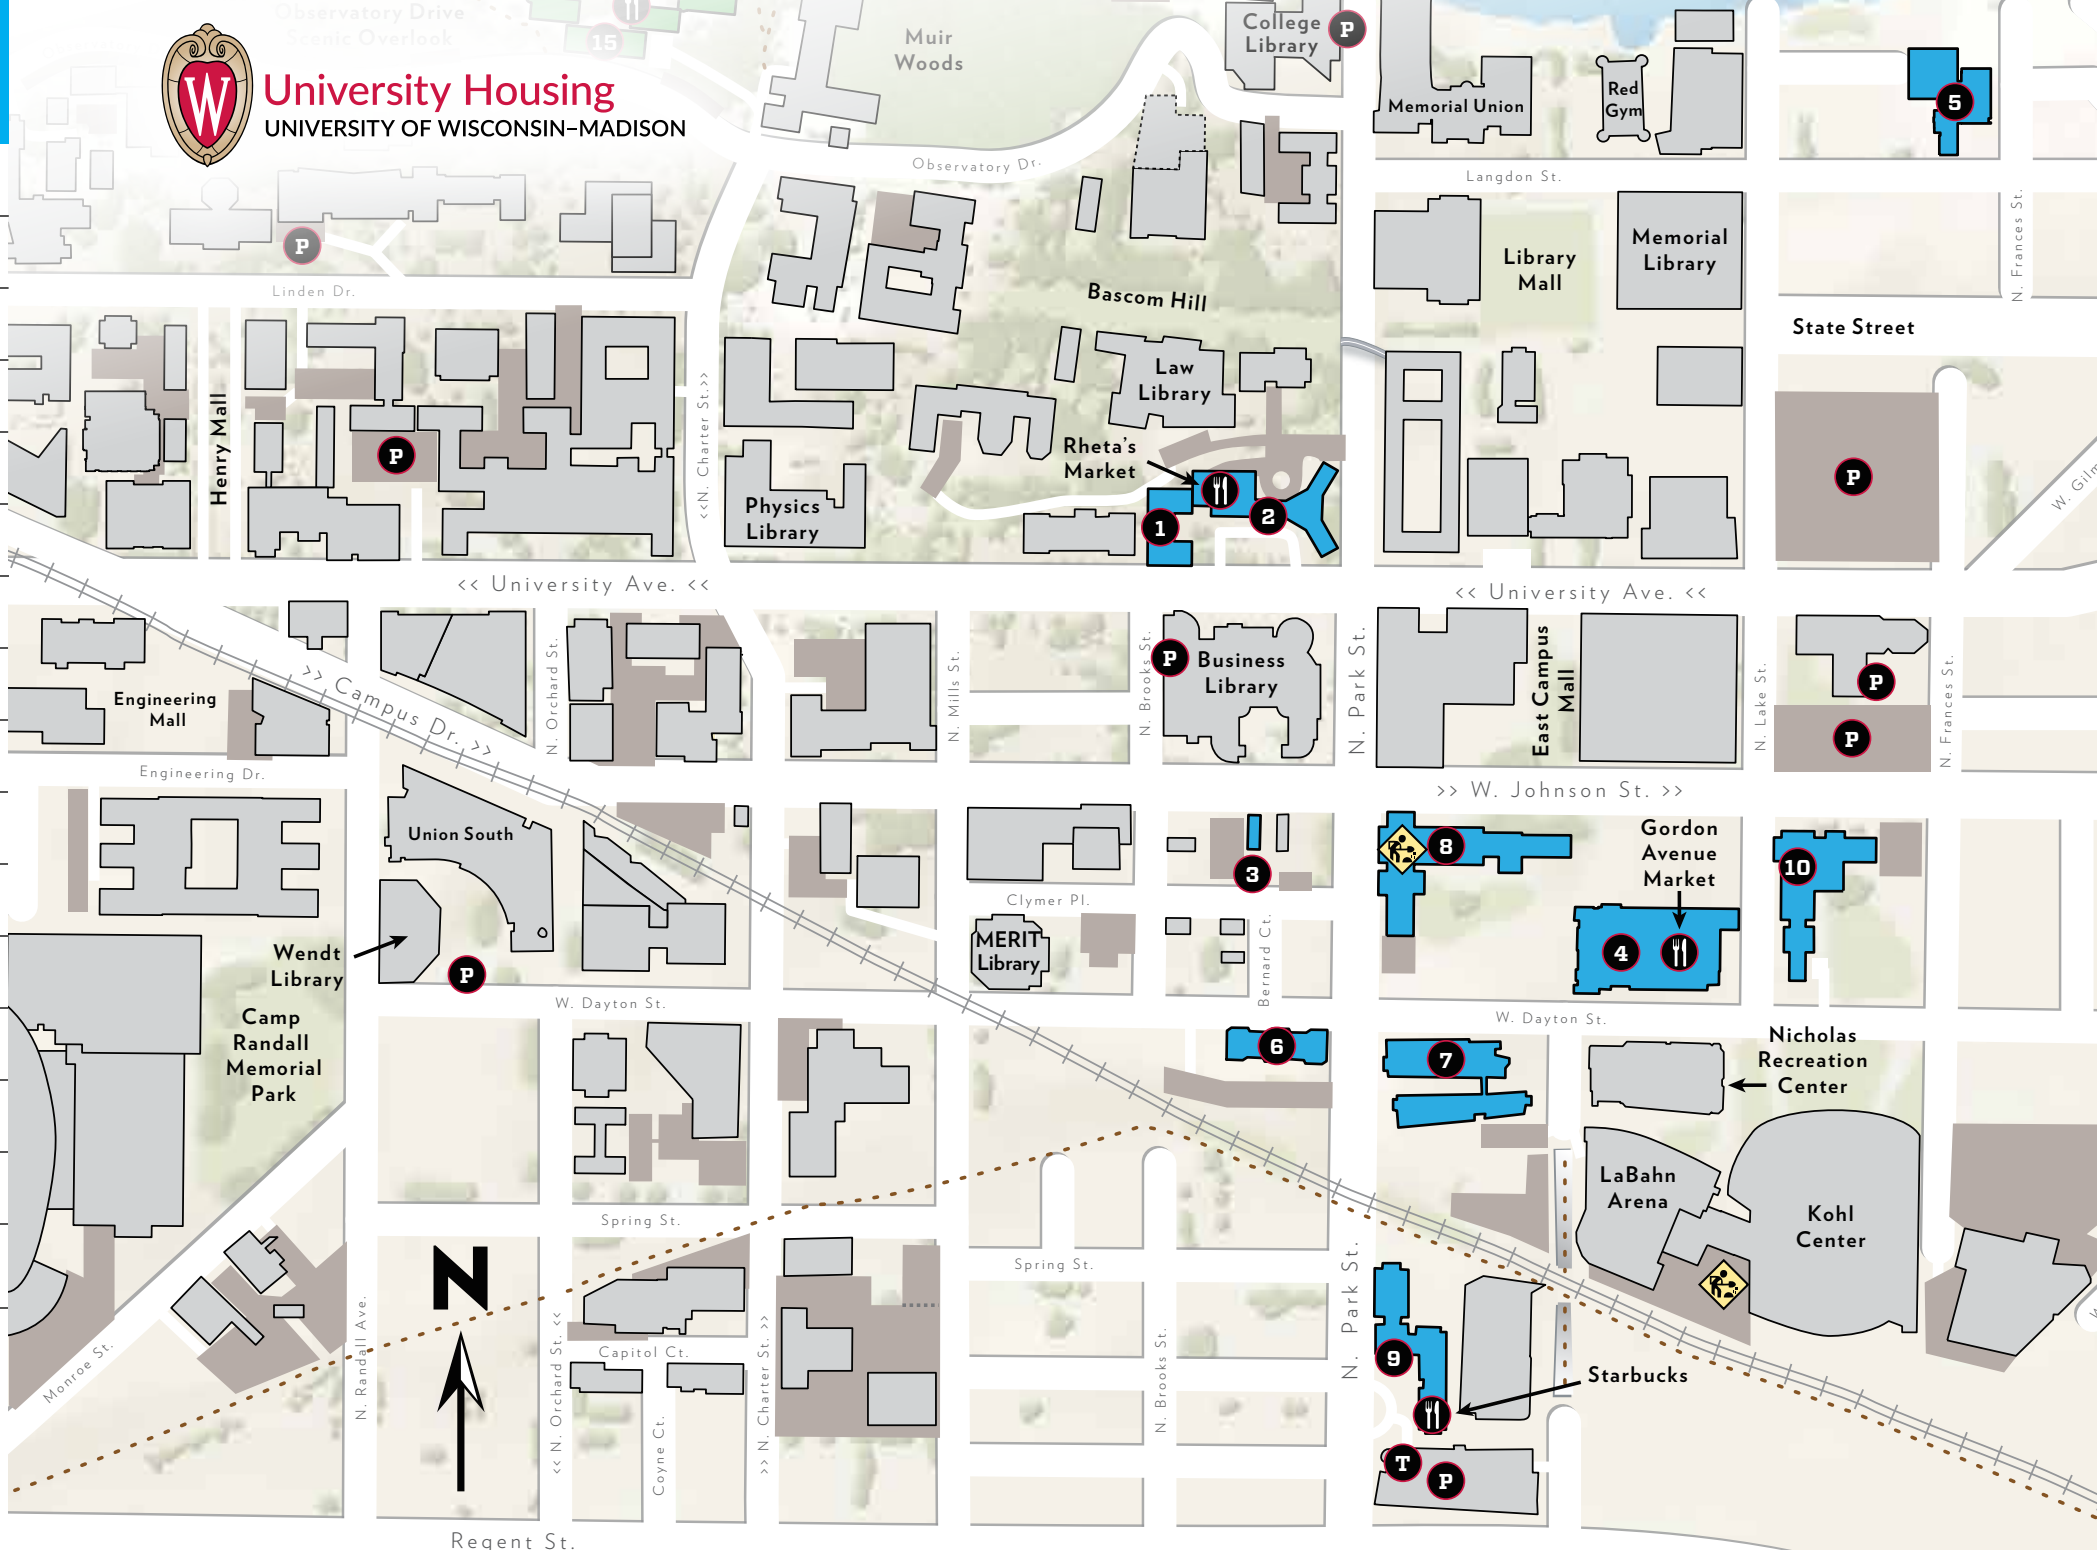 Observatory Drive
Scenic Overlook
15
W
University Housing
UNIVERSITY OF WISCONSIN–MADISON
Muir
Woods
College
Library
P
Memorial Union
Red
Gym
5
Observatory Dr.
Langdon St.
N. Frances St.
P
Linden Dr.
Library
Mall
Memorial
Library
Bascom Hill
State Street
Law
Library
Henry Mall
<<N. Charter St.>>
P
Rheta's
Market
Physics
Library
1
2
P
W. Gilm
<< University Ave. <<
<< University Ave. <<
Engineering
Mall
>> Campus Dr. >>
N. Orchard St.
N. Mills St.
N. Brooks St.
P
Business
Library
N. Park St.
East Campus
Mall
N. Lake St.
P
P
N. Frances St.
Engineering Dr.
>> W. Johnson St. >>
Union South
8
Gordon
Avenue
Market
10
3
Clymer Pl.
Wendt
Library
P
MERIT
Library
Bernard Ct.
4
W. Dayton St.
W. Dayton St.
Camp
Randall
Memorial
Park
6
7
Nicholas
Recreation
Center
LaBahn
Arena
Kohl
Center
Spring St.
Spring St.
N
N. Park St.
Monroe St.
N. Randall Ave.
<< N. Orchard St. <<
Capitol Ct.
Coyne Ct.
>> N. Charter St. >>
N. Brooks St.
9
Starbucks
T
P
Regent St.